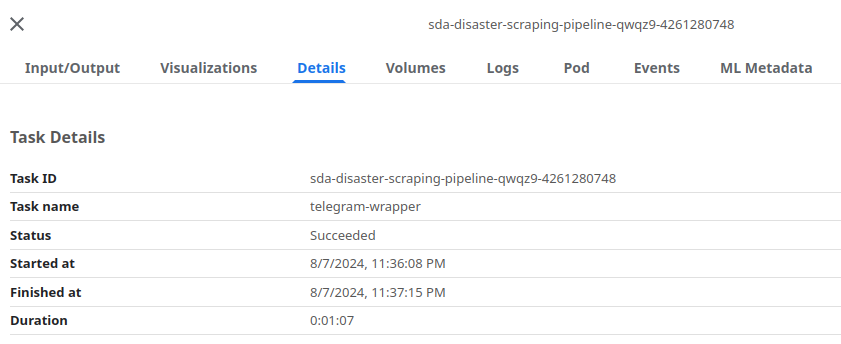 sda-disaster-scraping-pipeline-qwqz9-4261280748
Input/Output Visualizations Details Volumes Logs Pod Events ML Metadata
Task Details
Task ID sda-disaster-scraping-pipeline-qwqz9-4261280748
Task name telegram-wrapper
Status Succeeded
Started at 8/7/2024, 11:36:08 PM
Finished at 8/7/2024, 11:37:15 PM
Duration 0:01:07